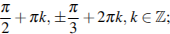 π/2 + πk, ±π/3 + 2πk, k ∈ ℤ;